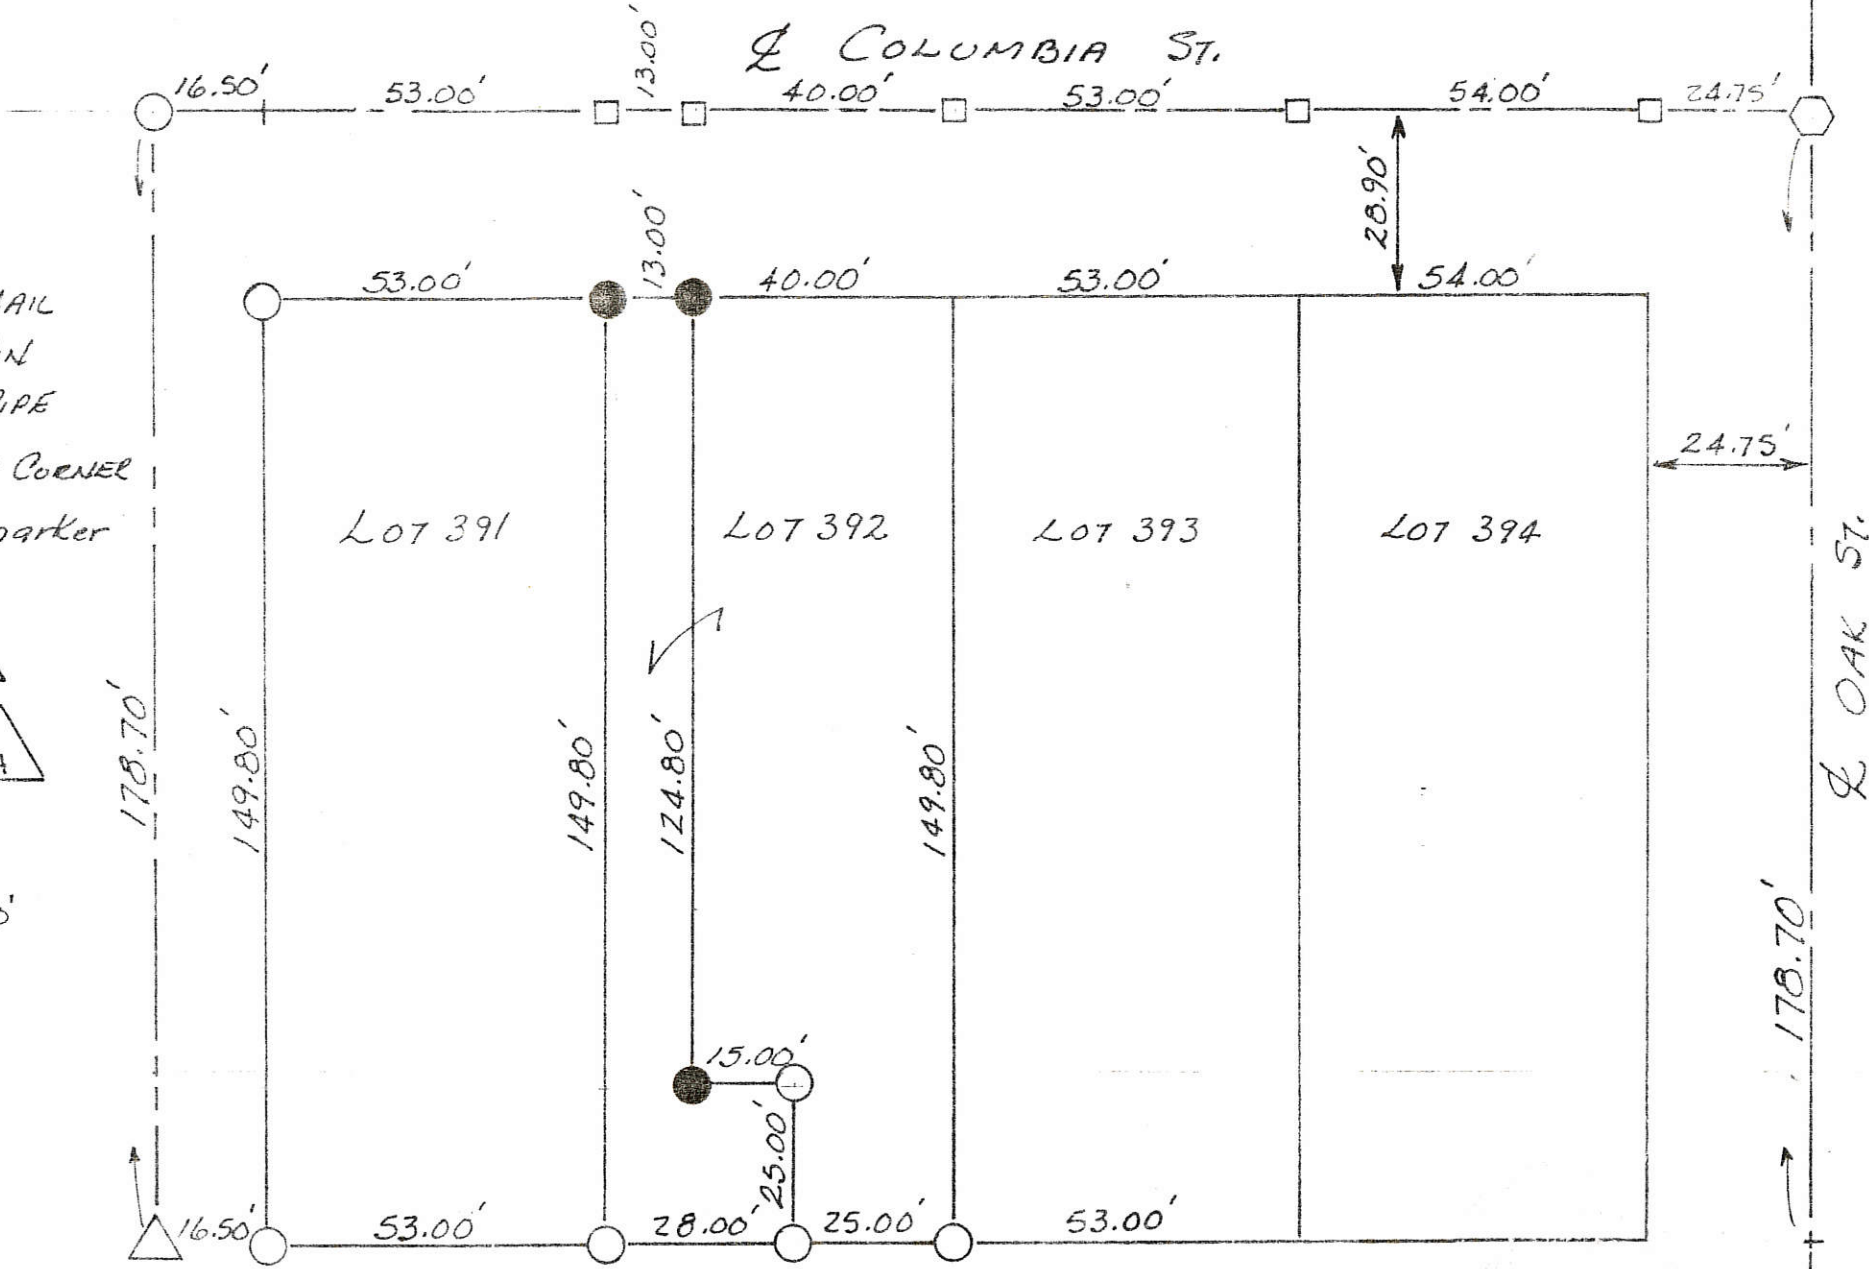 ℄ COLUMBIA ST.
16.50' 53.00' 13.00' 40.00' 53.00' 54.00' 24.75'
28.90'
53.00' 13.00' 40.00' 53.00' 54.00'
PIPE
CORNER
24.75'
LOT 391 LOT 392 LOT 393 LOT 394
℄ OAK ST.
178.70' 149.80' 149.80' 124.80' 149.80' 178.70'
15.00'
25.00'
16.50' 53.00' 28.00' 25.00' 53.00'